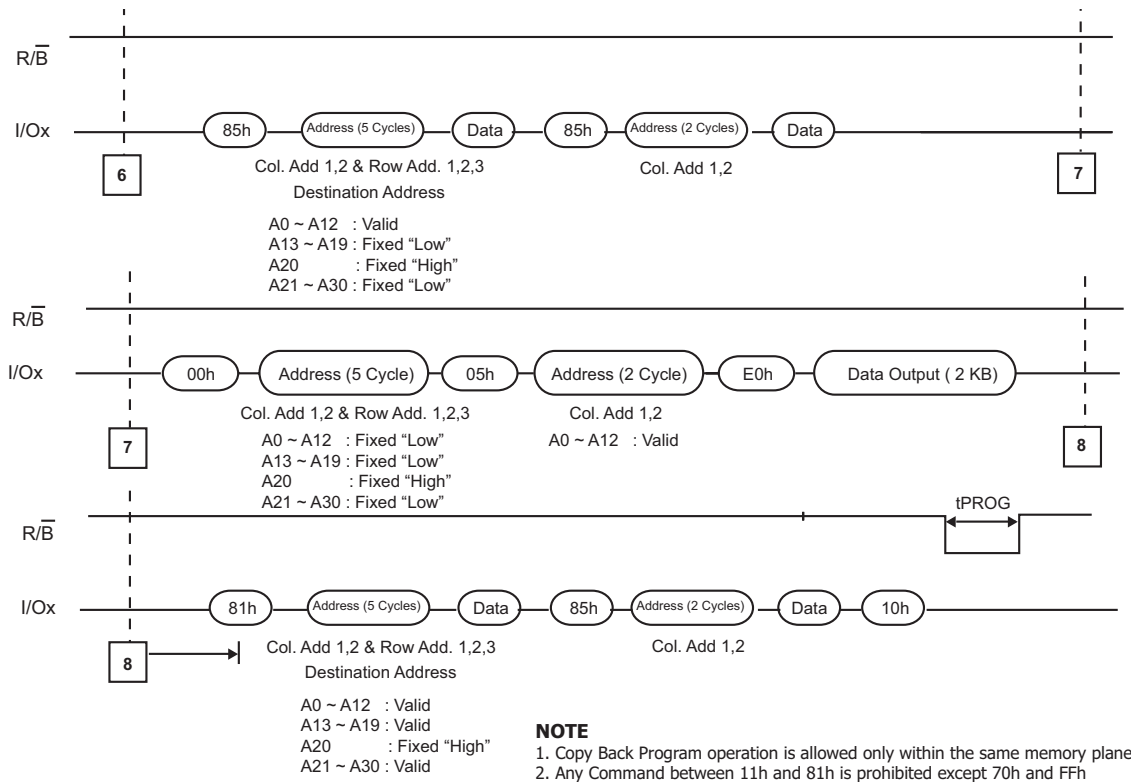 R/B̅
I/Ox
85h Address (5 Cycles) Data 85h Address (2 Cycles) Data
Col. Add 1,2 & Row Add. 1,2,3 Col. Add 1,2
6 7
Destination Address
A0 ~ A12 : Valid
A13 ~ A19 : Fixed “Low”
A20 : Fixed “High”
A21 ~ A30 : Fixed “Low”
R/B̅
I/Ox
00h Address (5 Cycle) 05h Address (2 Cycle) E0h Data Output ( 2 KB)
Col. Add 1,2 & Row Add. 1,2,3 Col. Add 1,2
7 8
A0 ~ A12 : Fixed “Low” A0 ~ A12 : Valid
A13 ~ A19 : Fixed “Low”
A20 : Fixed “High”
A21 ~ A30 : Fixed “Low”
tPROG
R/B̅
I/Ox
81h Address (5 Cycles) Data 85h Address (2 Cycles) Data 10h
Col. Add 1,2 & Row Add. 1,2,3 Col. Add 1,2
8
Destination Address
A0 ~ A12 : Valid
A13 ~ A19 : Valid
A20 : Fixed “High”
A21 ~ A30 : Valid
NOTE
1. Copy Back Program operation is allowed only within the same memory plane
2. Any Command between 11h and 81h is prohibited except 70h and FFh